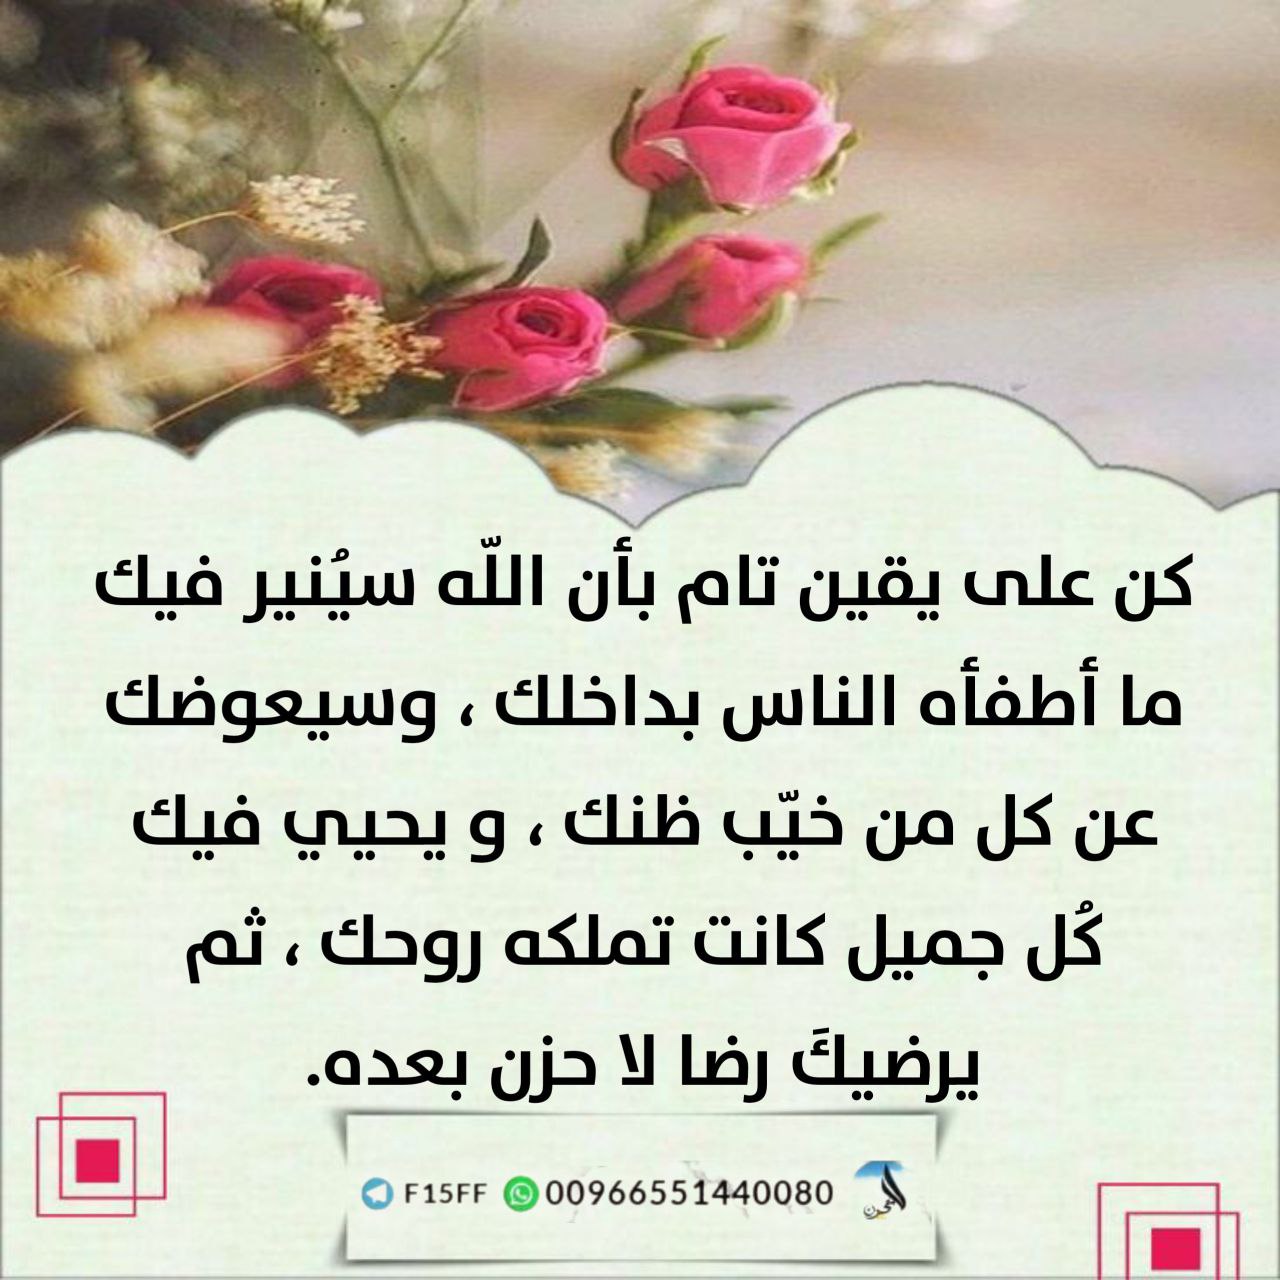 كن على يقين تام بأن اللّه سيُنير فيك
ما أطفأه الناس بداخلك ، وسيعوضك
عن كل من خيّب ظنك ، و يحيي فيك
كُل جميل كانت تملكه روحك ، ثم
يرضيكَ رضا لا حزن بعده.
F15FF 00966551440080